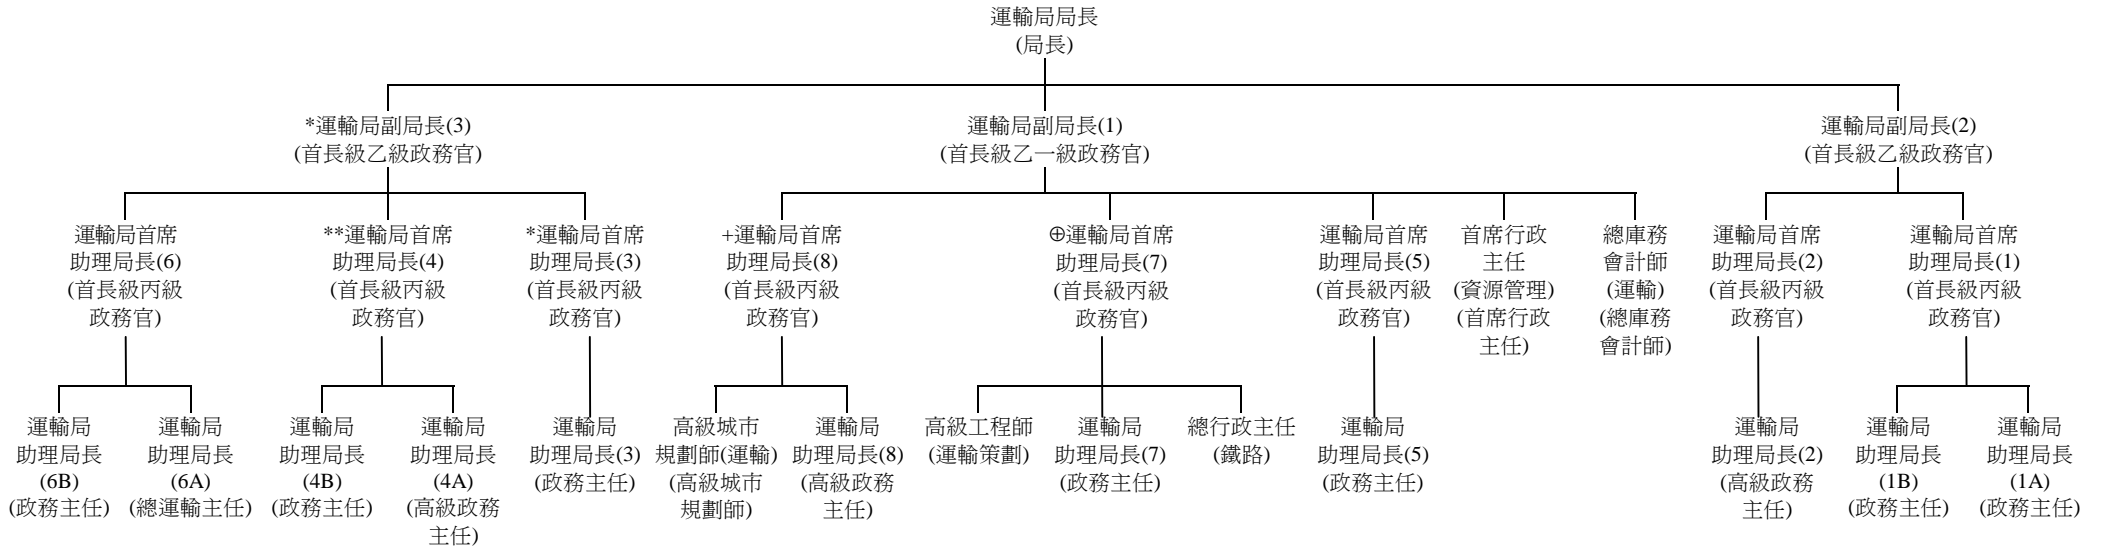 運輸局局長
(局長)
*運輸局副局長(3)
(首長級乙級政務官)
運輸局副局長(1)
(首長級乙一級政務官)
運輸局副局長(2)
(首長級乙級政務官)
運輸局首席
助理局長(6)
(首長級丙級
政務官)
**運輸局首席
助理局長(4)
(首長級丙級
政務官)
*運輸局首席
助理局長(3)
(首長級丙級
政務官)
+運輸局首席
助理局長(8)
(首長級丙級
政務官)
⊕運輸局首席
助理局長(7)
(首長級丙級
政務官)
運輸局首席
助理局長(5)
(首長級丙級
政務官)
首席行政
主任
(資源管理)
(首席行政
主任)
總庫務
會計師
(運輸)
(總庫務
會計師)
運輸局首席
助理局長(2)
(首長級丙級
政務官)
運輸局首席
助理局長(1)
(首長級丙級
政務官)
運輸局
助理局長
(6B)
(政務主任)
運輸局
助理局長
(6A)
(總運輸主任)
運輸局
助理局長
(4B)
(政務主任)
運輸局
助理局長
(4A)
(高級政務
主任)
運輸局
助理局長(3)
(政務主任)
高級城市
規劃師(運輸)
(高級城市
規劃師)
運輸局
助理局長(8)
(高級政務
主任)
高級工程師
(運輸策劃)
運輸局
助理局長(7)
(政務主任)
總行政主任
(鐵路)
運輸局
助理局長(5)
(政務主任)
運輸局
助理局長(2)
(高級政務
主任)
運輸局
助理局長
(1B)
(政務主任)
運輸局
助理局長
(1A)
(政務主任)